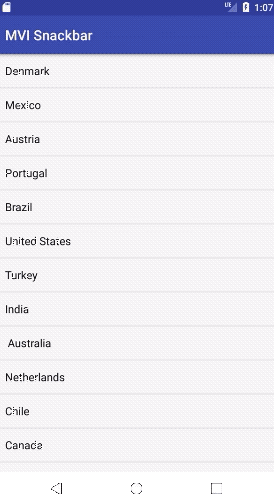 LTE 1:07
MVI Snackbar
Denmark
Mexico
Austria
Portugal
Brazil
United States
Turkey
India
Australia
Netherlands
Chile
Canada